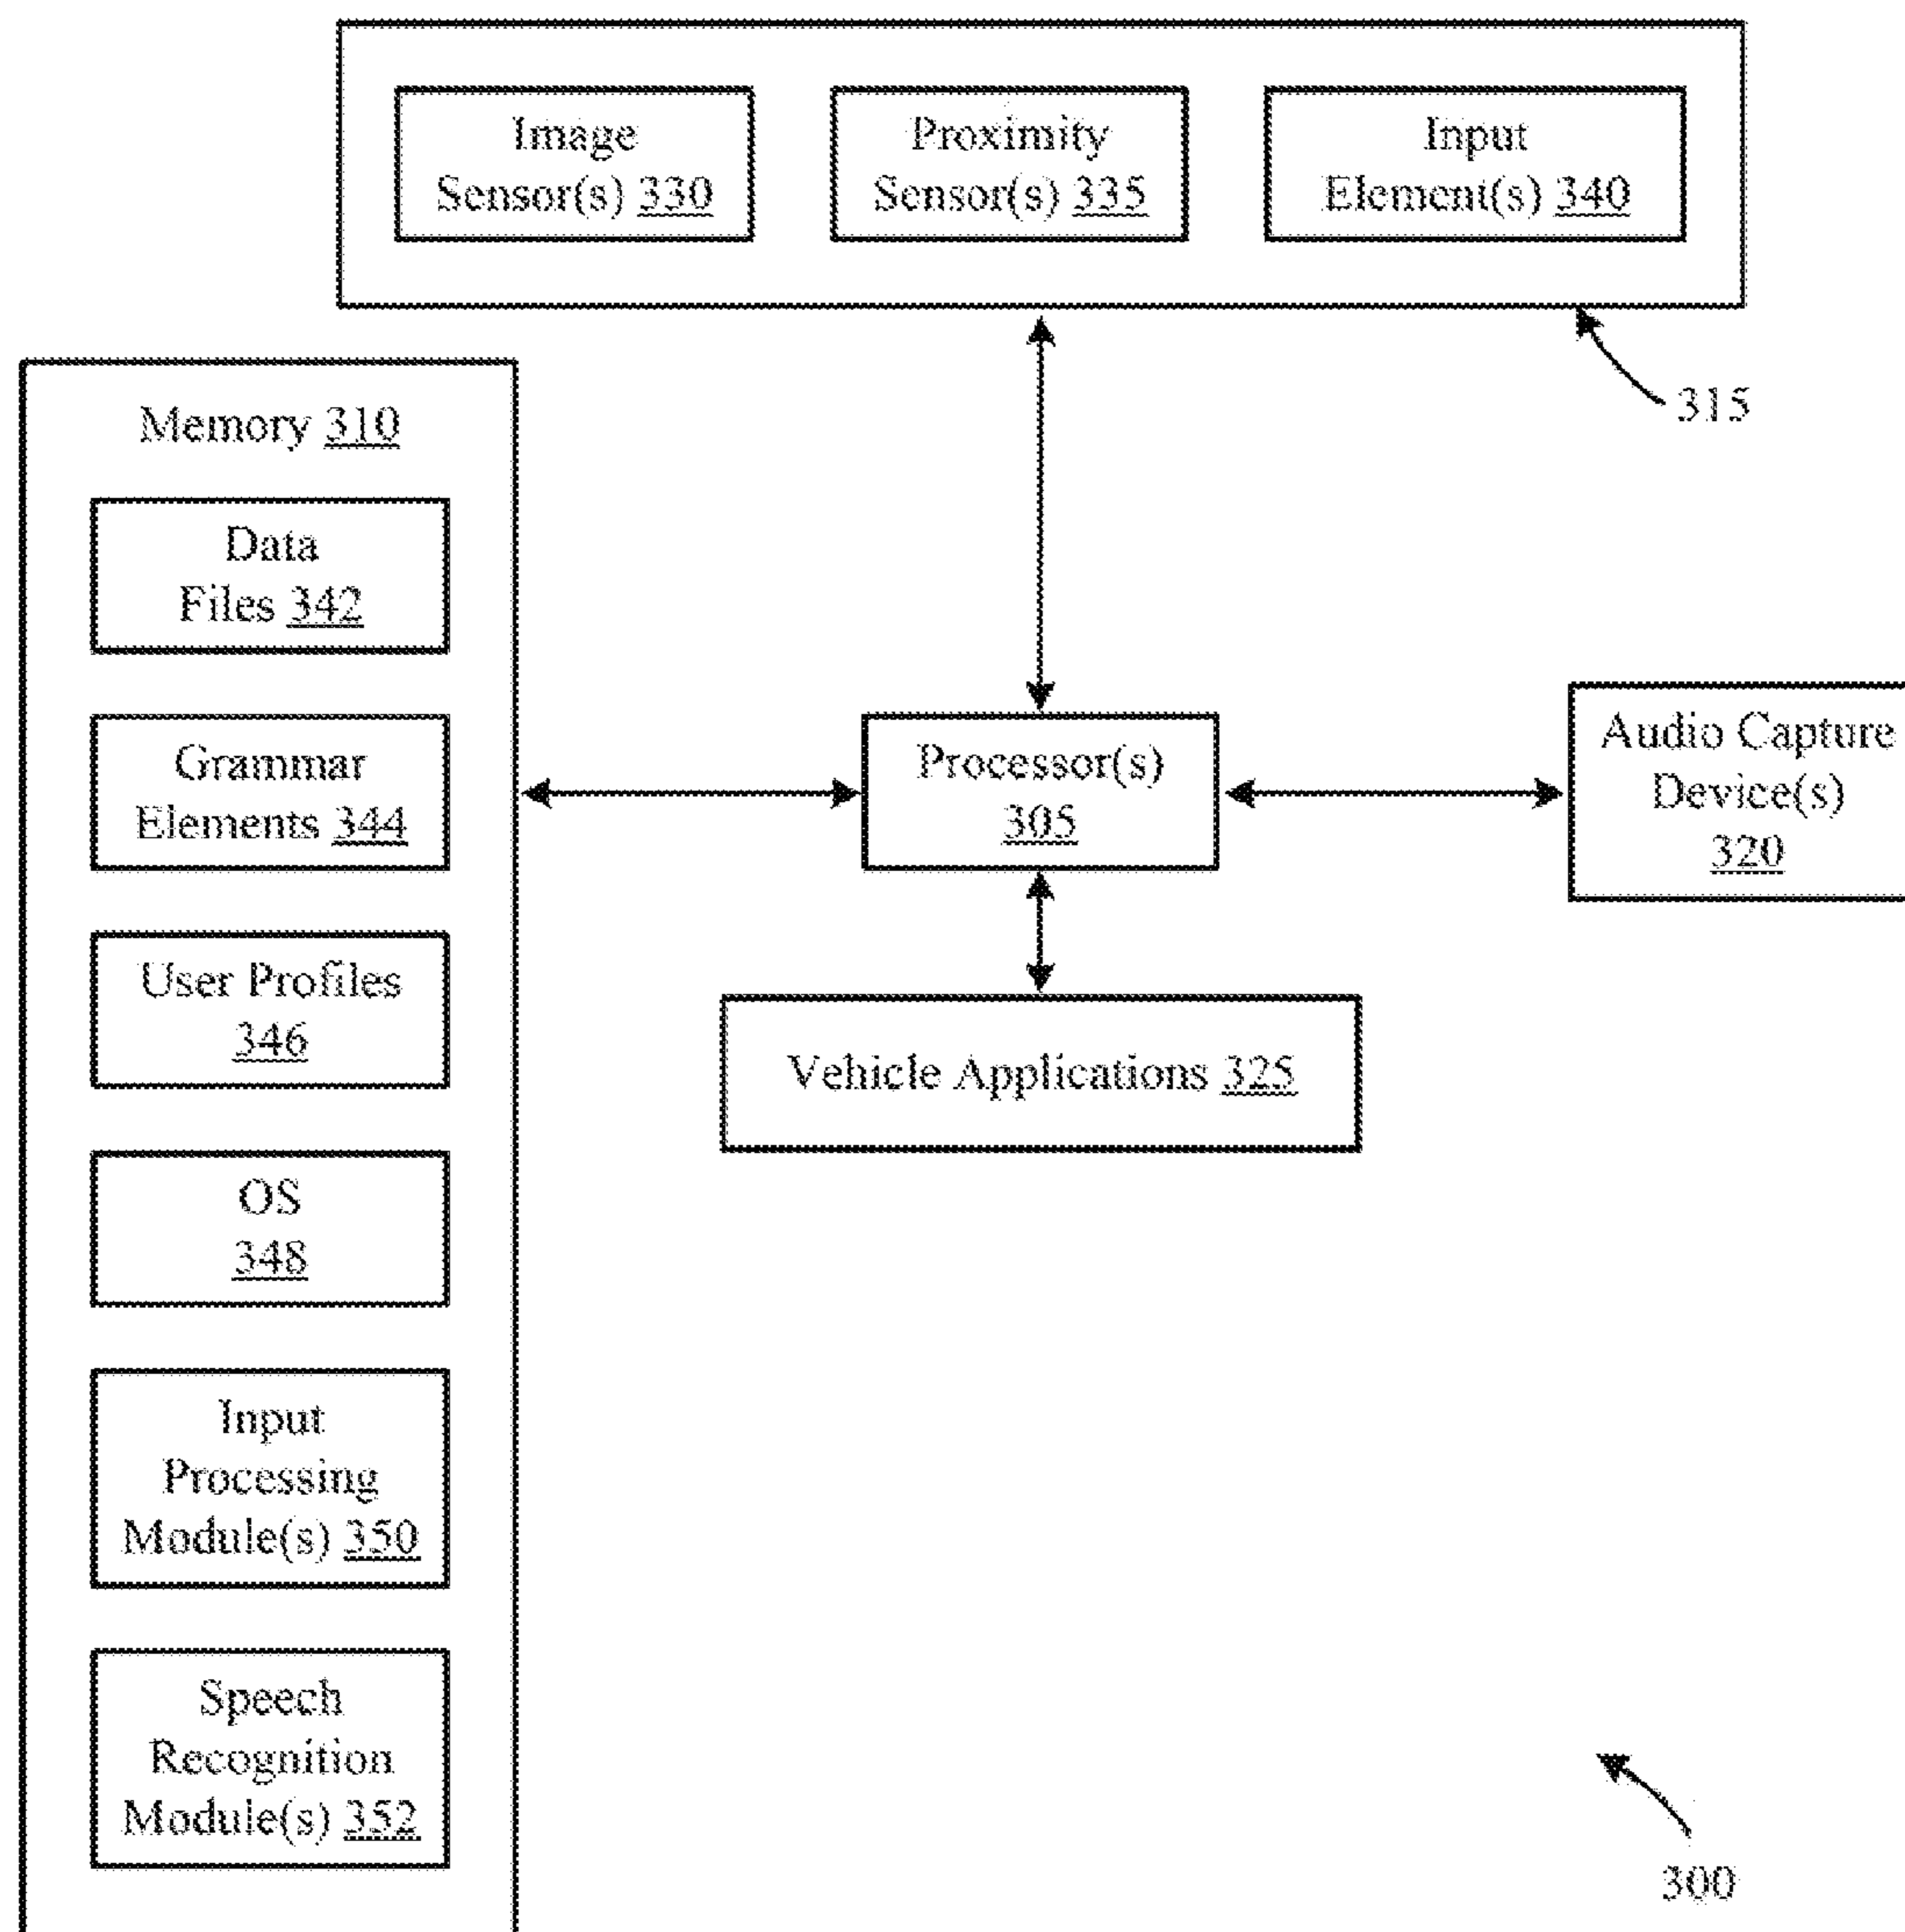 Image
Sensor(s) 330
Proximity
Sensor(s) 335
Input
Element(s) 340
315
Memory 310
Data
Files 342
Grammar
Elements 344
User Profiles
346
OS
348
Input
Processing
Module(s) 350
Speech
Recognition
Module(s) 352
Processor(s)
305
Audio Capture
Device(s)
320
Vehicle Applications 325
300